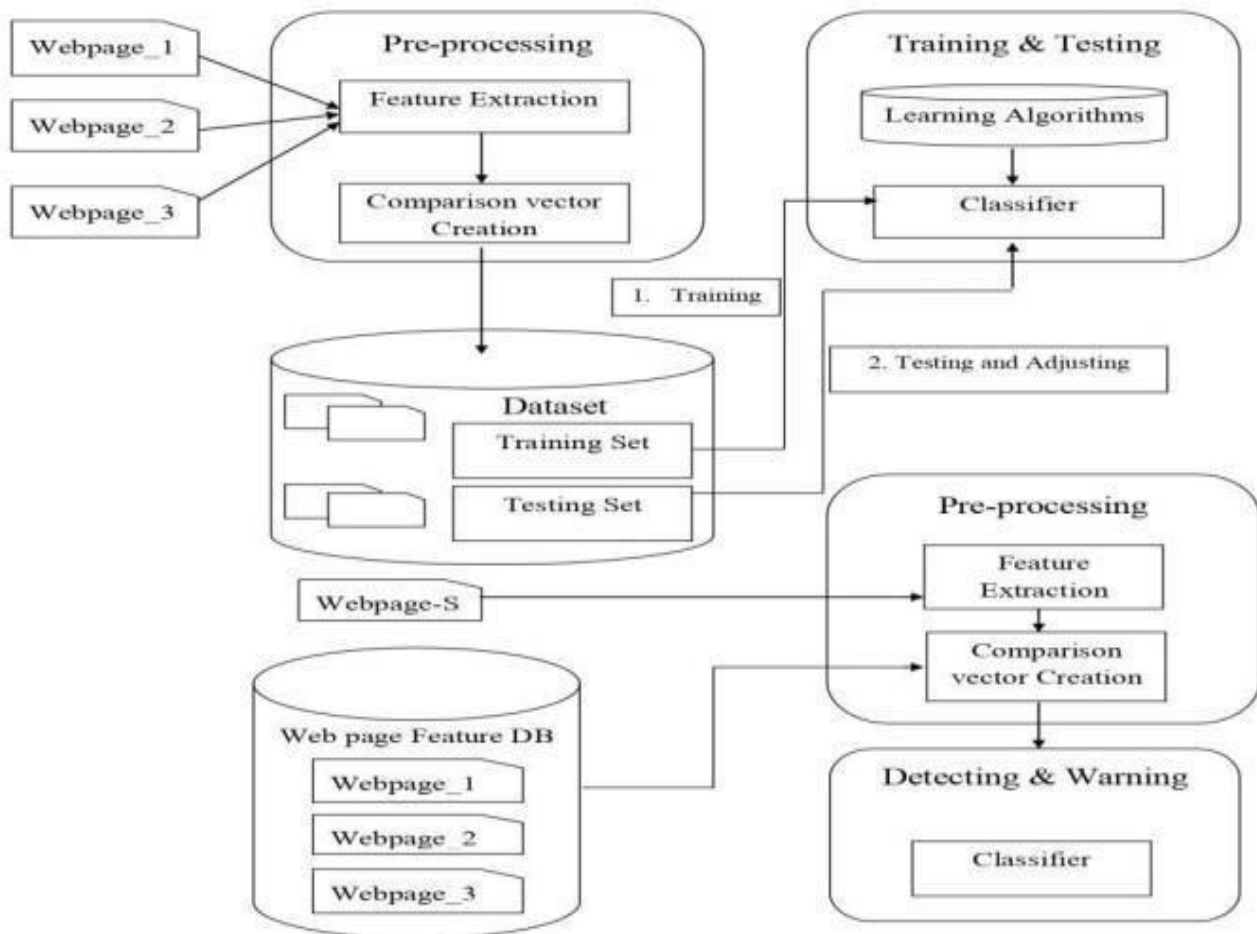 Webpage_1
Webpage_2
Webpage_3
Pre-processing
Feature Extraction
Comparison vector
Creation
Training & Testing
Learning Algorithms
Classifier
1. Training
2. Testing and Adjusting
Dataset
Training Set
Testing Set
Webpage-S
Pre-processing
Feature
Extraction
Comparison
vector Creation
Web page Feature DB
Webpage_1
Webpage_2
Webpage_3
Detecting & Warning
Classifier